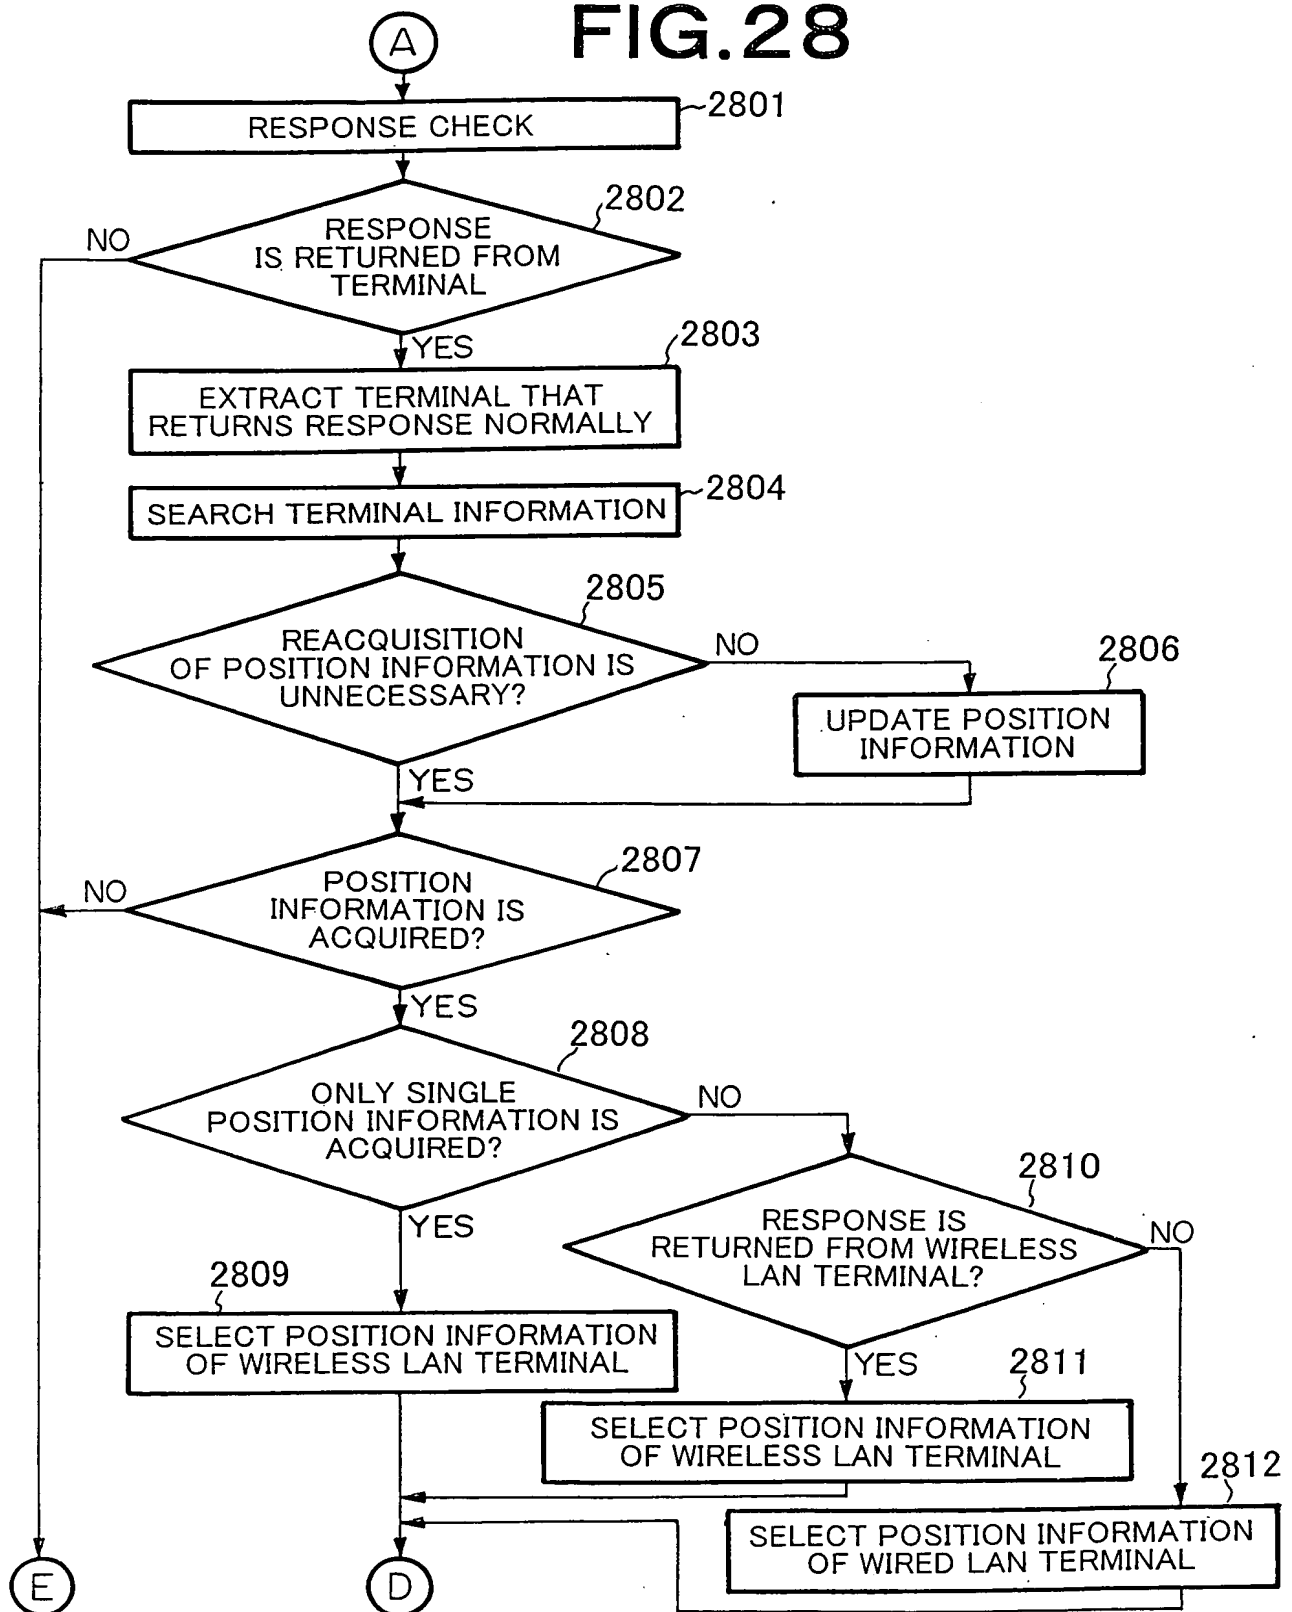 FIG.28
A
2801
RESPONSE CHECK
2802
RESPONSE
IS RETURNED FROM
TERMINAL
NO
YES
2803
EXTRACT TERMINAL THAT
RETURNS RESPONSE NORMALLY
2804
SEARCH TERMINAL INFORMATION
2805
REACQUISITION
OF POSITION INFORMATION IS
UNNECESSARY?
NO
2806
UPDATE POSITION
INFORMATION
YES
2807
POSITION
INFORMATION IS
ACQUIRED?
NO
YES
2808
ONLY SINGLE
POSITION INFORMATION IS
ACQUIRED?
NO
YES
2810
RESPONSE IS
RETURNED FROM WIRELESS
LAN TERMINAL?
NO
YES
2809
SELECT POSITION INFORMATION
OF WIRELESS LAN TERMINAL
2811
SELECT POSITION INFORMATION
OF WIRELESS LAN TERMINAL
2812
SELECT POSITION INFORMATION
OF WIRED LAN TERMINAL
E
D